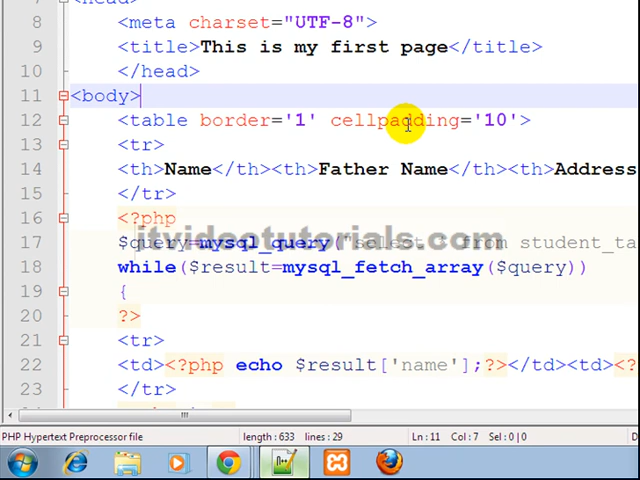 7 <head>
8 <meta charset="UTF-8">
9 <title>This is my first page</title>
10 </head>
11 <body>
12 <table border='1' cellpadding='10'>
13 <tr>
14 <th>Name</th><th>Father Name</th><th>Address
15 </tr>
16 <?php
itvideotutorials.com
17 $query=mysql_query("select * from student_ta
18 while($result=mysql_fetch_array($query))
19 {
20 ?>
21 <tr>
22 <td><?php echo $result['name'];?></td><td><?
23 </tr>
PHP Hypertext Preprocessor file length : 633 lines : 29 Ln : 11 Col : 7 Sel : 0 | 0